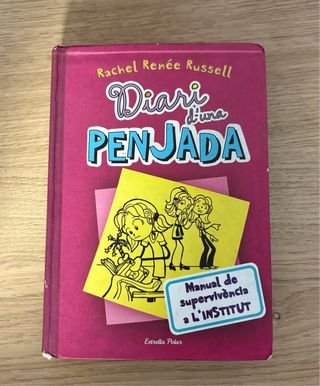 Rachel Renée Russell
Diari
d'una
PENJADA
Manual de
supervivència
a L'INSTITUT
Estrella Polar